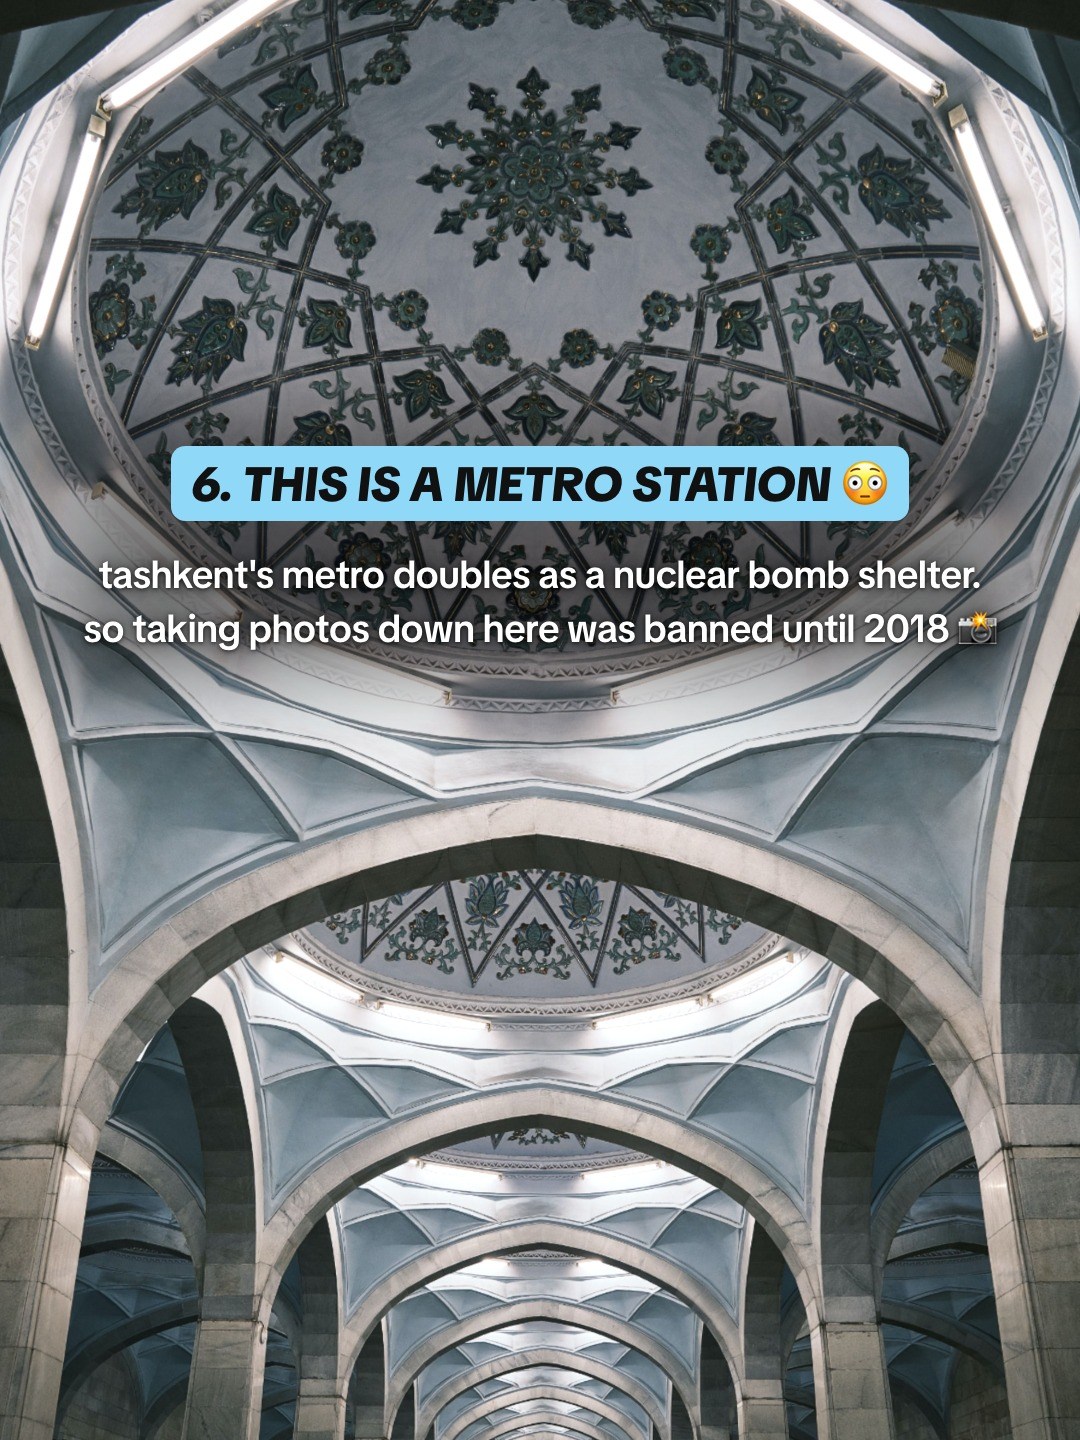 6. THIS IS A METRO STATION 😳
tashkent's metro doubles as a nuclear bomb shelter.
so taking photos down here was banned until 2018 📸